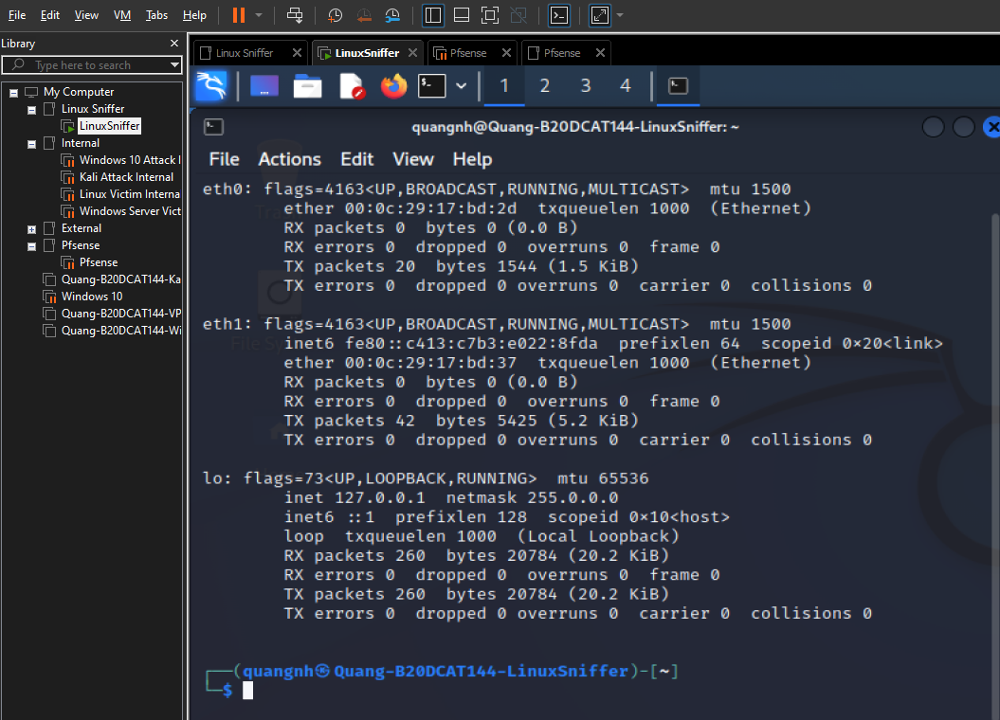 File Edit View VM Tabs Help
Library
Type here to search
My Computer
Linux Sniffer
LinuxSniffer
Internal
Windows 10 Attack I
Kali Attack Internal
Linux Victim Interna
Windows Server Vict
External
Pfsense
Pfsense
Quang-B20DCAT144-Ka
Windows 10
Quang-B20DCAT144-VP
Quang-B20DCAT144-Wi
Linux Sniffer LinuxSniffer Pfsense Pfsense
1 2 3 4
quangnh@Quang-B20DCAT144-LinuxSniffer: ~
File Actions Edit View Help
eth0: flags=4163<UP,BROADCAST,RUNNING,MULTICAST> mtu 1500
ether 00:0c:29:17:bd:2d txqueuelen 1000 (Ethernet)
RX packets 0 bytes 0 (0.0 B)
RX errors 0 dropped 0 overruns 0 frame 0
TX packets 20 bytes 1544 (1.5 KiB)
TX errors 0 dropped 0 overruns 0 carrier 0 collisions 0
eth1: flags=4163<UP,BROADCAST,RUNNING,MULTICAST> mtu 1500
inet6 fe80::c413:c7b3:e022:8fda prefixlen 64 scopeid 0×20<link>
ether 00:0c:29:17:bd:37 txqueuelen 1000 (Ethernet)
RX packets 0 bytes 0 (0.0 B)
RX errors 0 dropped 0 overruns 0 frame 0
TX packets 42 bytes 5425 (5.2 KiB)
TX errors 0 dropped 0 overruns 0 carrier 0 collisions 0
lo: flags=73<UP,LOOPBACK,RUNNING> mtu 65536
inet 127.0.0.1 netmask 255.0.0.0
inet6 ::1 prefixlen 128 scopeid 0×10<host>
loop txqueuelen 1000 (Local Loopback)
RX packets 260 bytes 20784 (20.2 KiB)
RX errors 0 dropped 0 overruns 0 frame 0
TX packets 260 bytes 20784 (20.2 KiB)
TX errors 0 dropped 0 overruns 0 carrier 0 collisions 0
┌──(quangnh㉿Quang-B20DCAT144-LinuxSniffer)-[~]
└─$